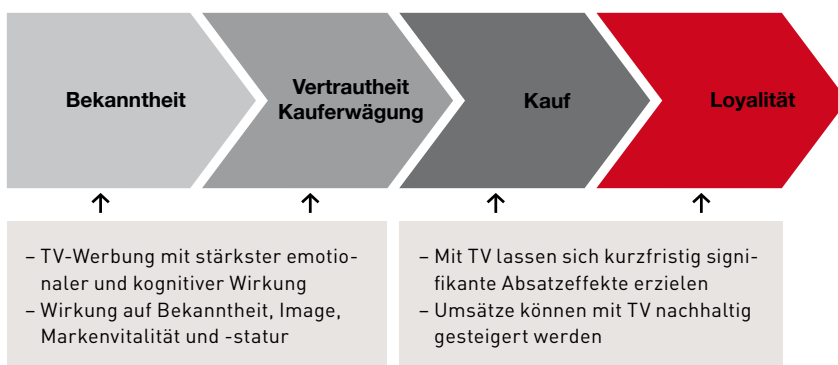 Bekanntheit
Vertrautheit
Kauferwägung
Kauf
Loyalität
– TV-Werbung mit stärkster emotio-
naler und kognitiver Wirkung
– Wirkung auf Bekanntheit, Image,
Markenvitalität und -statur
– Mit TV lassen sich kurzfristig signi-
fikante Absatzeffekte erzielen
– Umsätze können mit TV nachhaltig
gesteigert werden